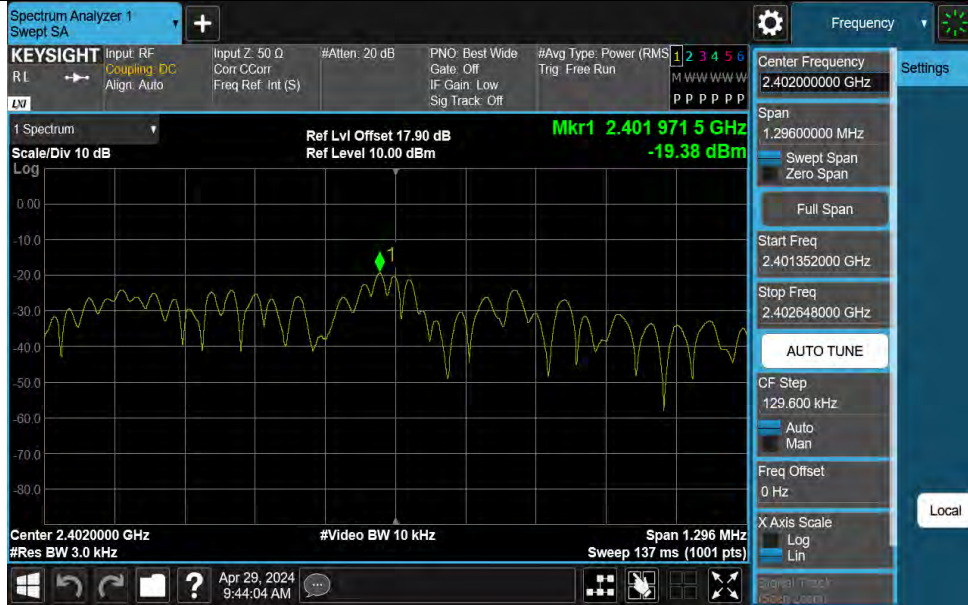 Spectrum Analyzer 1
Swept SA
Frequency
KEYSIGHT
RL
LXI
Input: RF
Coupling: DC
Align: Auto
Input Z: 50 Ω
Corr CCorr
Freq Ref: Int (S)
#Atten: 20 dB
PNO: Best Wide
Gate: Off
IF Gain: Low
Sig Track: Off
#Avg Type: Power (RMS
Trig: Free Run
1 2 3 4 5 6
M W W W W W
P P P P P P
Center Frequency
2.402000000 GHz
Settings
Span
1.29600000 MHz
Swept Span
Zero Span
Full Span
Start Freq
2.401352000 GHz
Stop Freq
2.402648000 GHz
AUTO TUNE
CF Step
129.600 kHz
Auto
Man
Freq Offset
0 Hz
X Axis Scale
Log
Lin
Signal Track
(Span Zoom)
Local
1 Spectrum
Scale/Div 10 dB
Log
Ref Lvl Offset 17.90 dB
Ref Level 10.00 dBm
Mkr1 2.401 971 5 GHz
-19.38 dBm
1
0.00
-10.0
-20.0
-30.0
-40.0
-50.0
-60.0
-70.0
-80.0
Center 2.4020000 GHz
#Res BW 3.0 kHz
#Video BW 10 kHz
Span 1.296 MHz
Sweep 137 ms (1001 pts)
?
Apr 29, 2024
9:44:04 AM